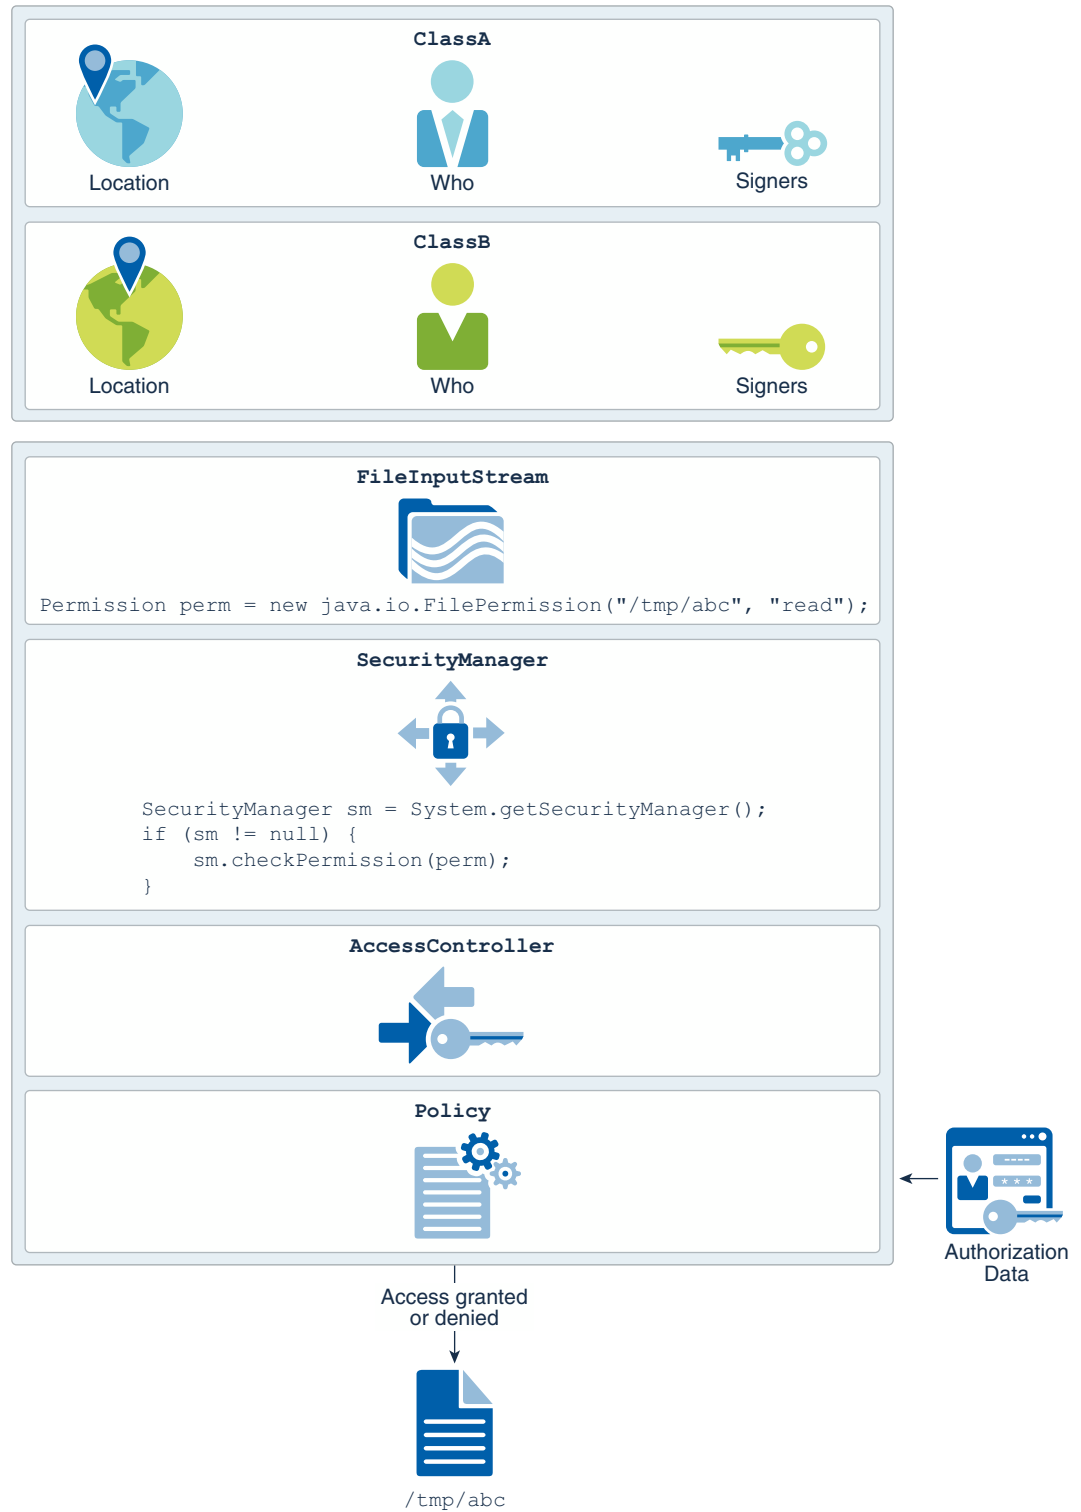 ClassA
Location
Who
Signers
ClassB
Location
Who
Signers
FileInputStream
Permission perm = new java.io.FilePermission("/tmp/abc", "read");
SecurityManager
SecurityManager sm = System.getSecurityManager();
if (sm != null) {
    sm.checkPermission(perm);
}
AccessController
Policy
----
* * *
Authorization
Data
Access granted
or denied
/tmp/abc